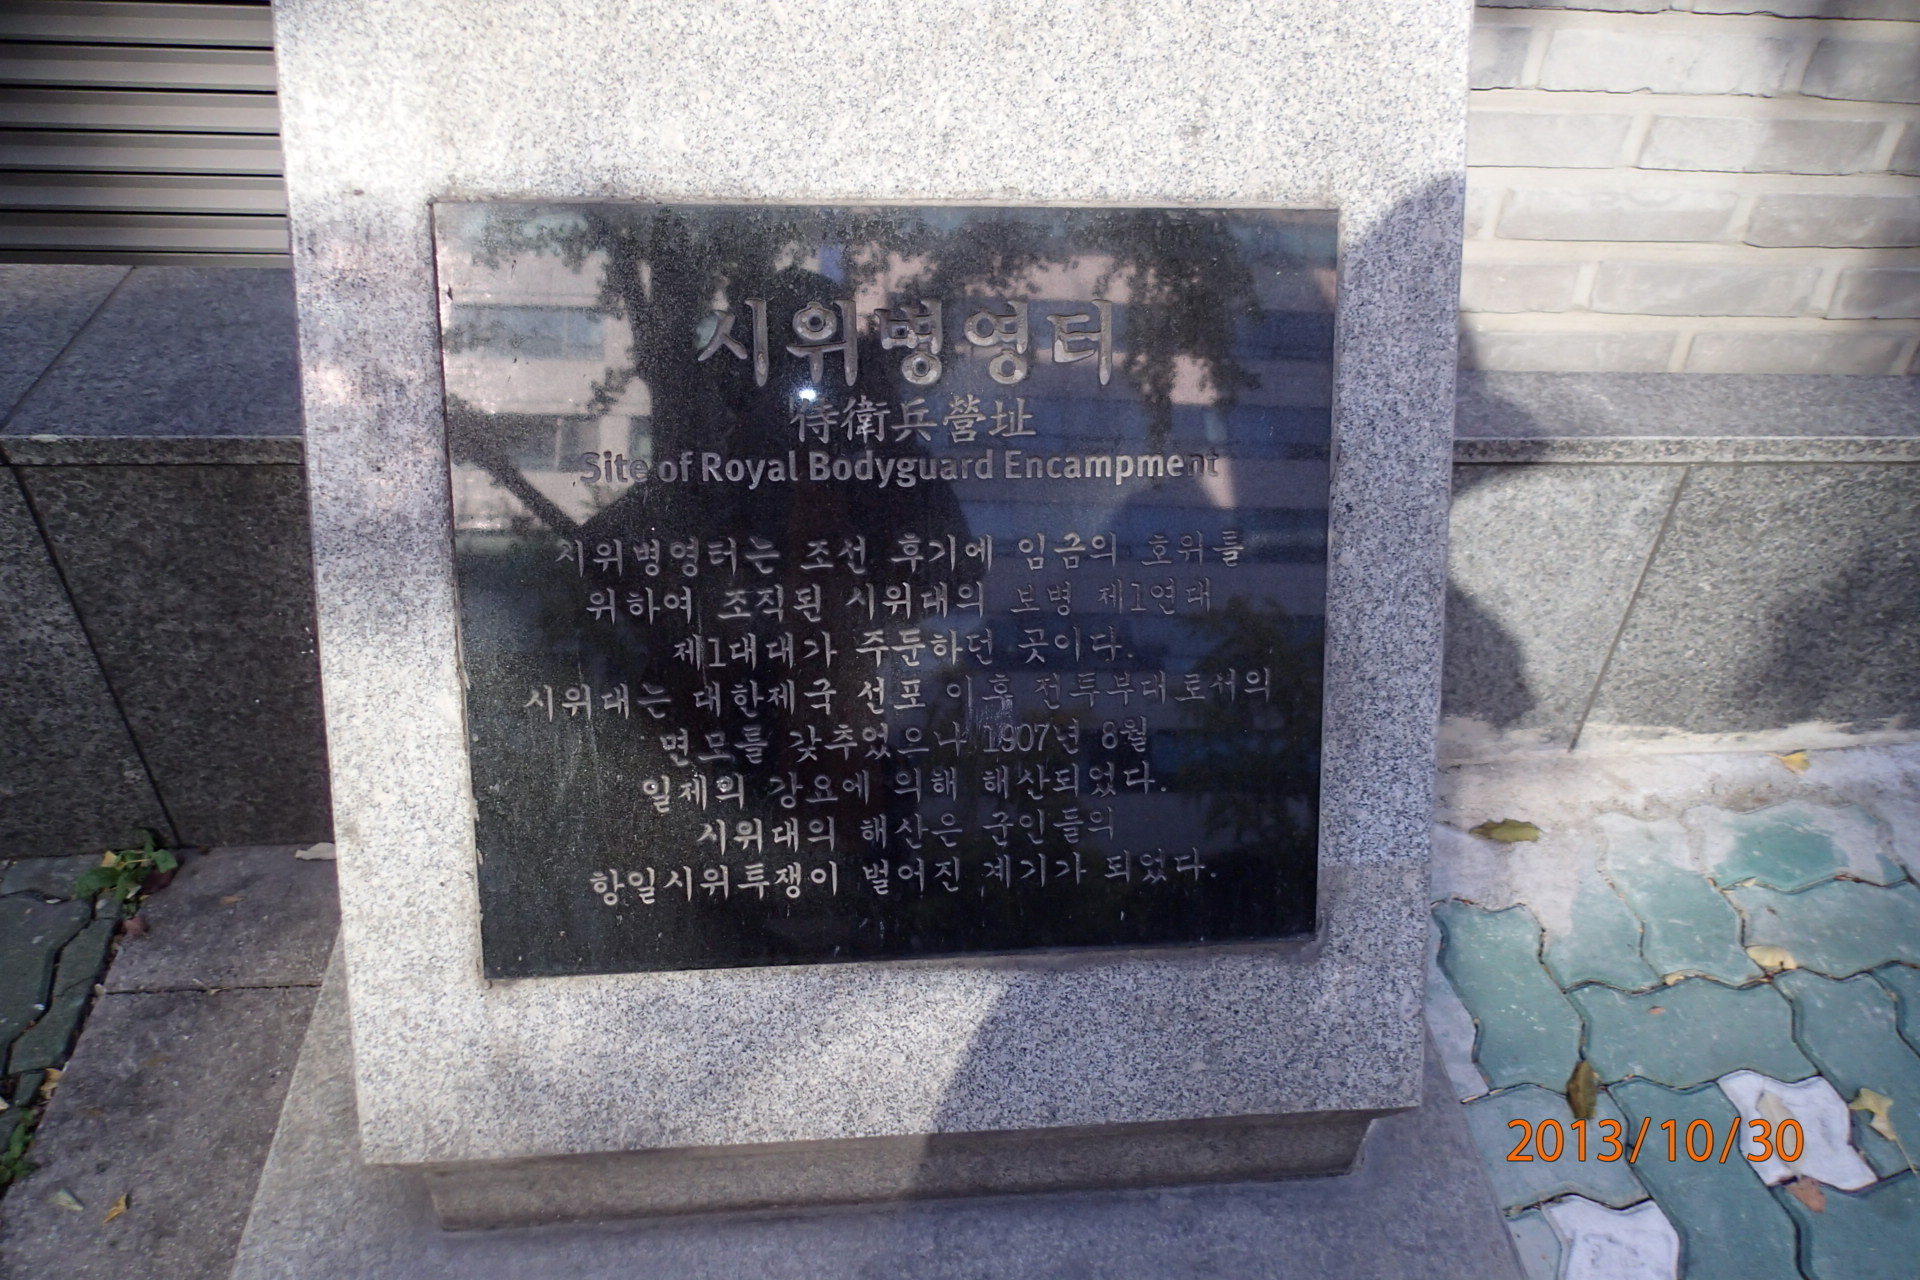 시위병영터
侍衛兵營址
Site of Royal Bodyguard Encampment
시위병영터는 조선 후기에 임금의 호위를
위하여 조직된 시위대의 보병 제1연대
제1대대가 주둔하던 곳이다.
시위대는 대한제국 선포 이후 전투부대로서의
면모를 갖추었으나 1907년 8월
일제의 강요에 의해 해산되었다.
시위대의 해산은 군인들의
항일시위투쟁이 벌어진 계기가 되었다.
2013/10/30